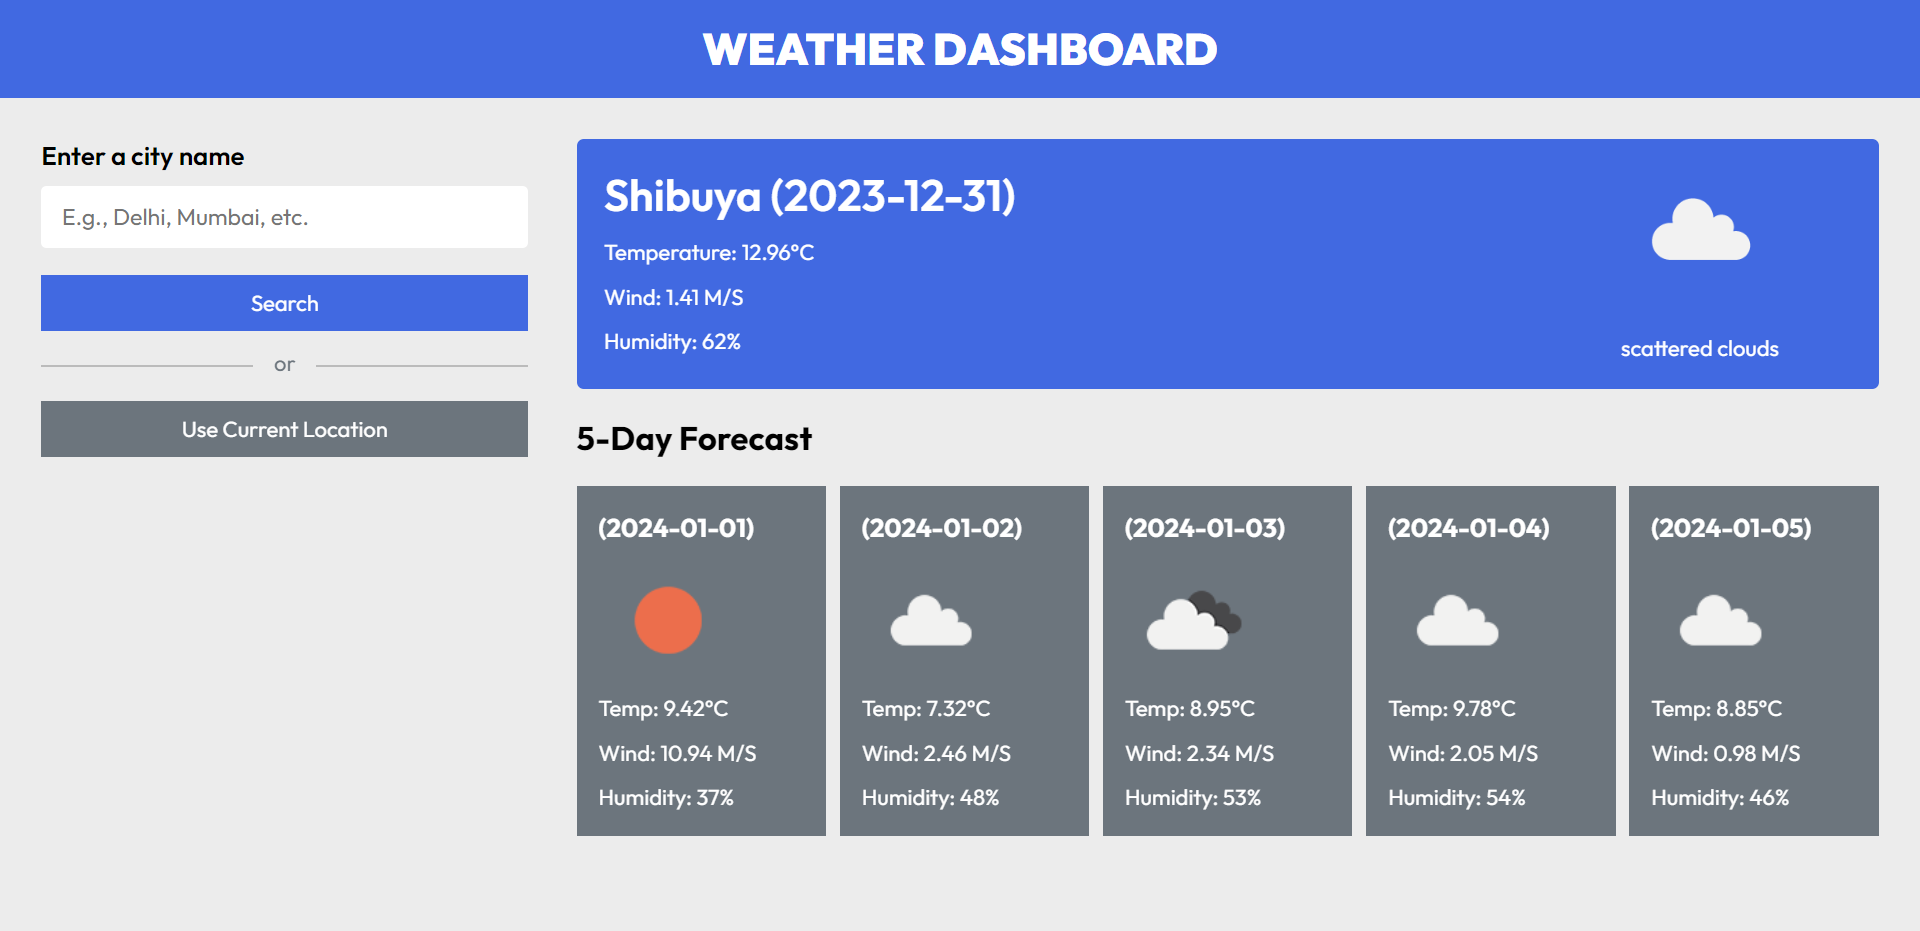 WEATHER DASHBOARD
Enter a city name
E.g., Delhi, Mumbai, etc.
Search
or
Use Current Location
Shibuya (2023-12-31)
Temperature: 12.96°C
Wind: 1.41 M/S
Humidity: 62%
scattered clouds
5-Day Forecast
(2024-01-01)
Temp: 9.42°C
Wind: 10.94 M/S
Humidity: 37%
(2024-01-02)
Temp: 7.32°C
Wind: 2.46 M/S
Humidity: 48%
(2024-01-03)
Temp: 8.95°C
Wind: 2.34 M/S
Humidity: 53%
(2024-01-04)
Temp: 9.78°C
Wind: 2.05 M/S
Humidity: 54%
(2024-01-05)
Temp: 8.85°C
Wind: 0.98 M/S
Humidity: 46%